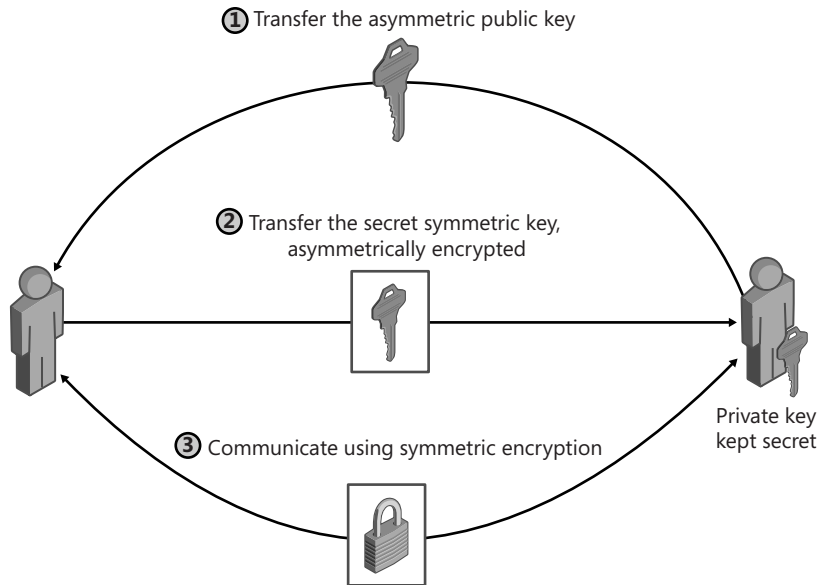 1 Transfer the asymmetric public key
2 Transfer the secret symmetric key,
asymmetrically encrypted
Private key
kept secret
3 Communicate using symmetric encryption